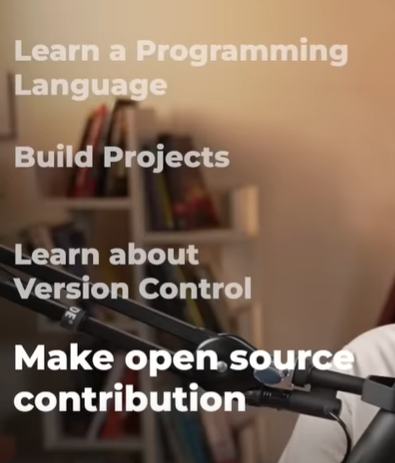 Learn a Programming
Language
Build Projects
Learn about
Version Control
Make open source
contribution